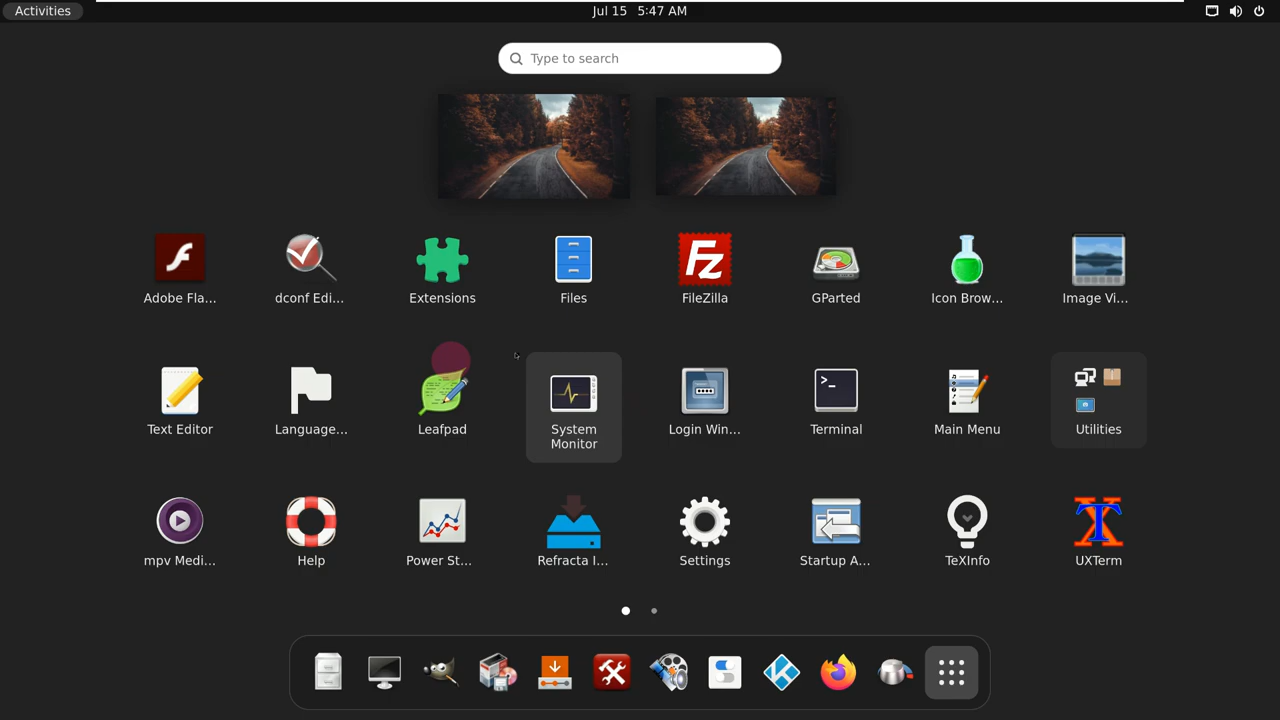 Activities
Jul 15 5:47 AM
Type to search
Adobe Fla...
dconf Edi...
Extensions
Files
FileZilla
GParted
Icon Brow...
Image Vi...
Text Editor
Language...
Leafpad
System
Monitor
Login Win...
Terminal
Main Menu
Utilities
mpv Medi...
Help
Power St...
Refracta I...
Settings
Startup A...
TeXInfo
UXTerm